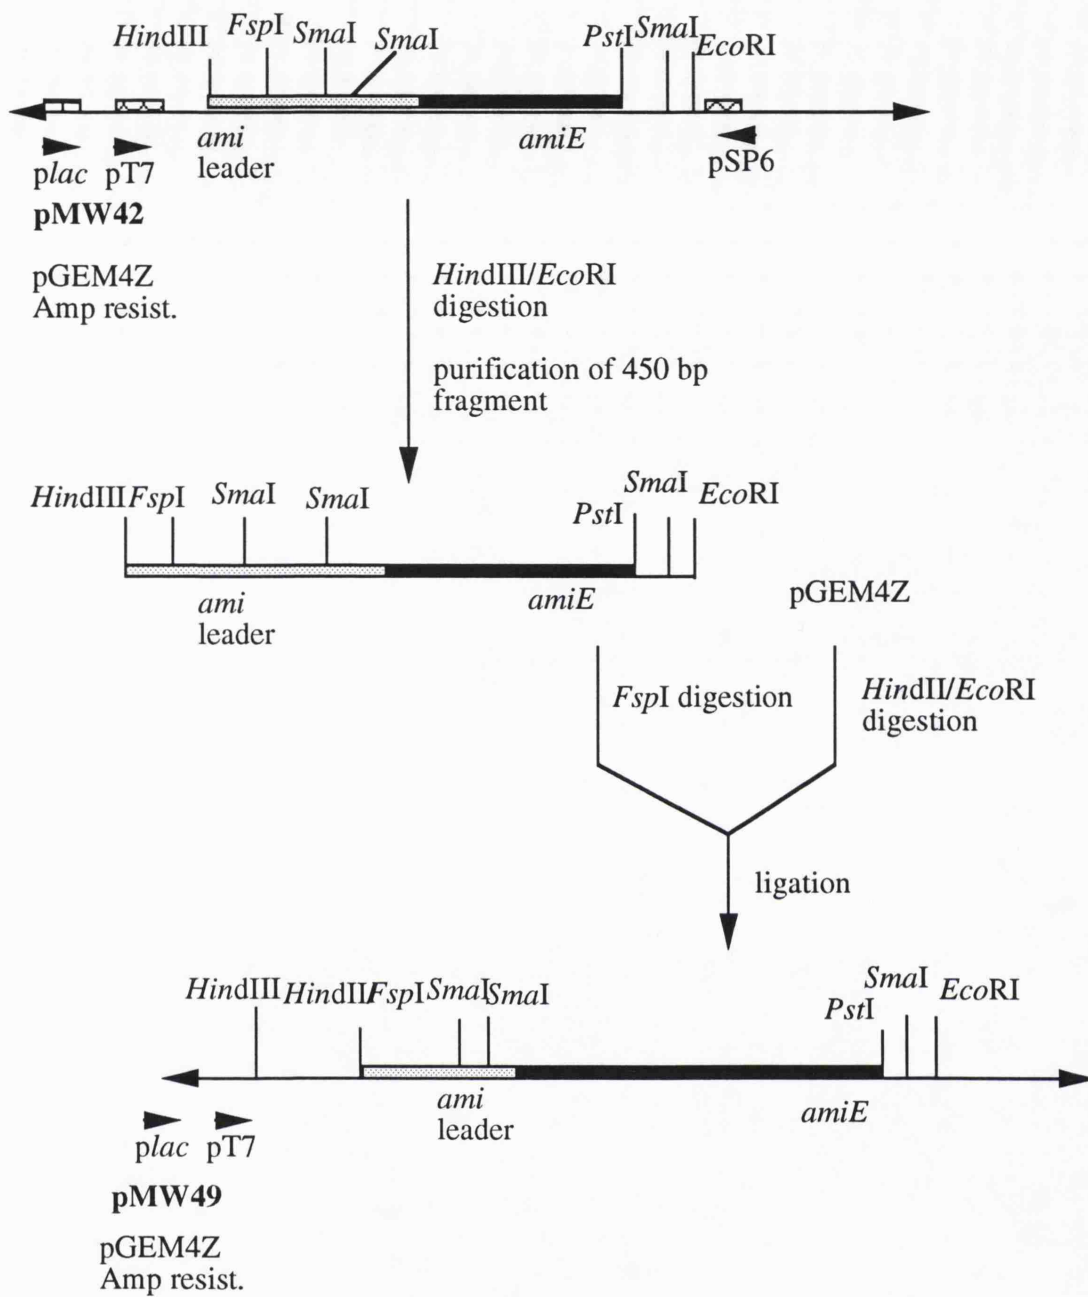 HindIII FspI SmaI SmaI PstI SmaI EcoRI
ami
leader
amiE
plac pT7
pSP6
pMW42
pGEM4Z
Amp resist.
HindIII/EcoRI
digestion
purification of 450 bp
fragment
HindIII FspI SmaI SmaI PstI SmaI EcoRI
ami
leader
amiE
pGEM4Z
FspI digestion
HindII/EcoRI
digestion
ligation
HindIII HindII/FspI SmaI SmaI PstI SmaI EcoRI
ami
leader
amiE
plac pT7
pMW49
pGEM4Z
Amp resist.